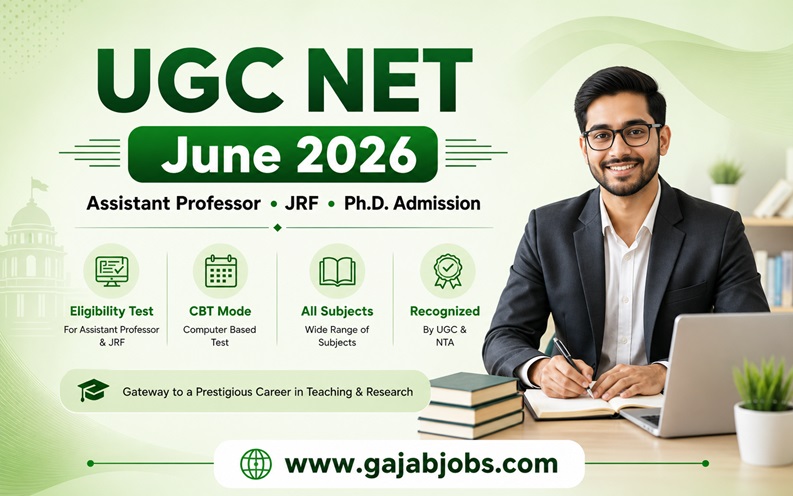 UGC NET
June 2026
Assistant Professor • JRF • Ph.D. Admission
Eligibility Test
For Assistant Professor
& JRF
CBT Mode
Computer Based
Test
All Subjects
Wide Range of
Subjects
Recognized
By UGC &
NTA
Gateway to a Prestigious Career in Teaching & Research
www.gajabjobs.com